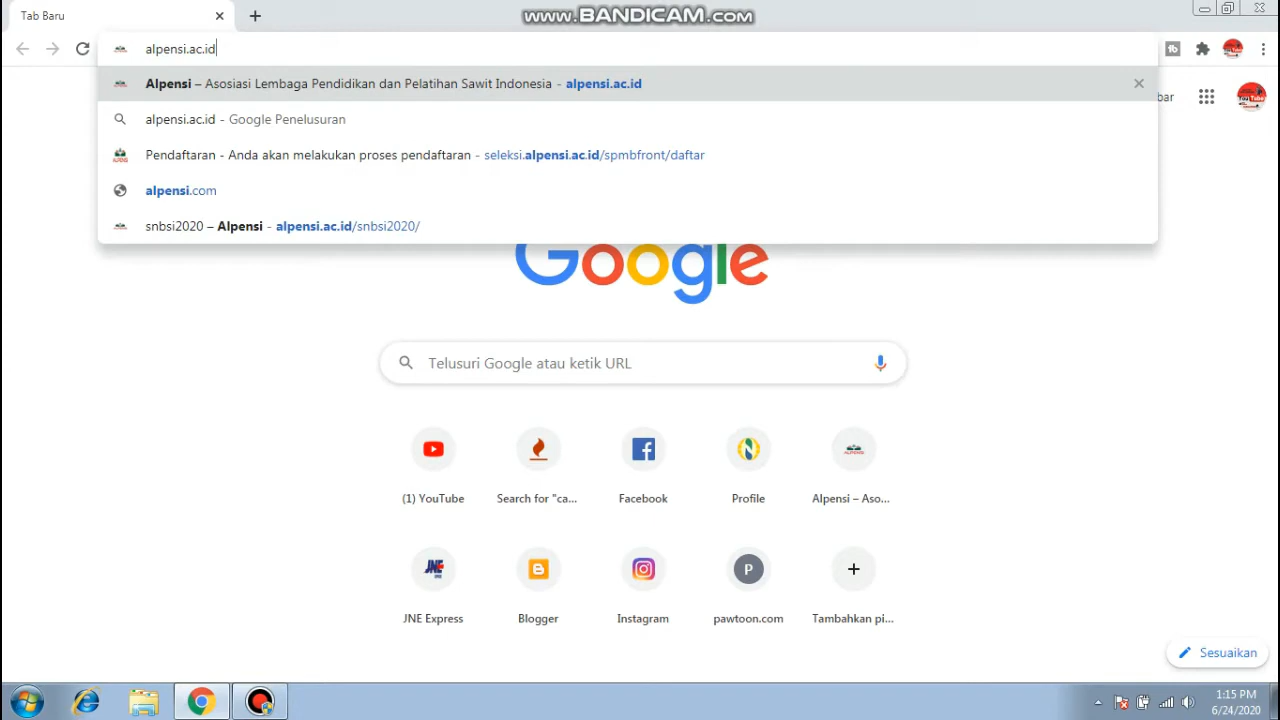 Tab Baru
www.BANDICAM.com
alpensi.ac.id
Alpensi – Asosiasi Lembaga Pendidikan dan Pelatihan Sawit Indonesia - alpensi.ac.id
alpensi.ac.id - Google Penelusuran
Pendaftaran - Anda akan melakukan proses pendaftaran - seleksi.alpensi.ac.id/spmbfront/daftar
alpensi.com
snbsi2020 – Alpensi - alpensi.ac.id/snbsi2020/
bar
Google
Telusuri Google atau ketik URL
(1) YouTube
Search for "ca...
Facebook
Profile
Alpensi – Aso...
JNE Express
Blogger
Instagram
P
pawtoon.com
Tambahkan pi...
Sesuaikan
1:15 PM
6/24/2020